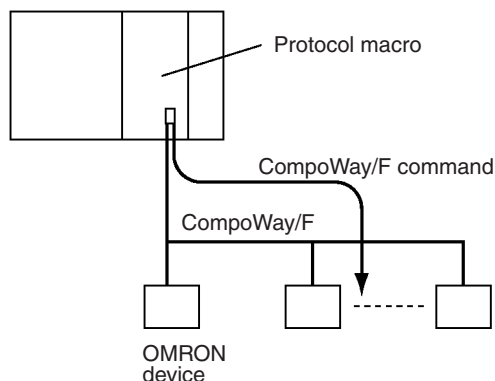 Protocol macro
CompoWay/F command
CompoWay/F
OMRON
device